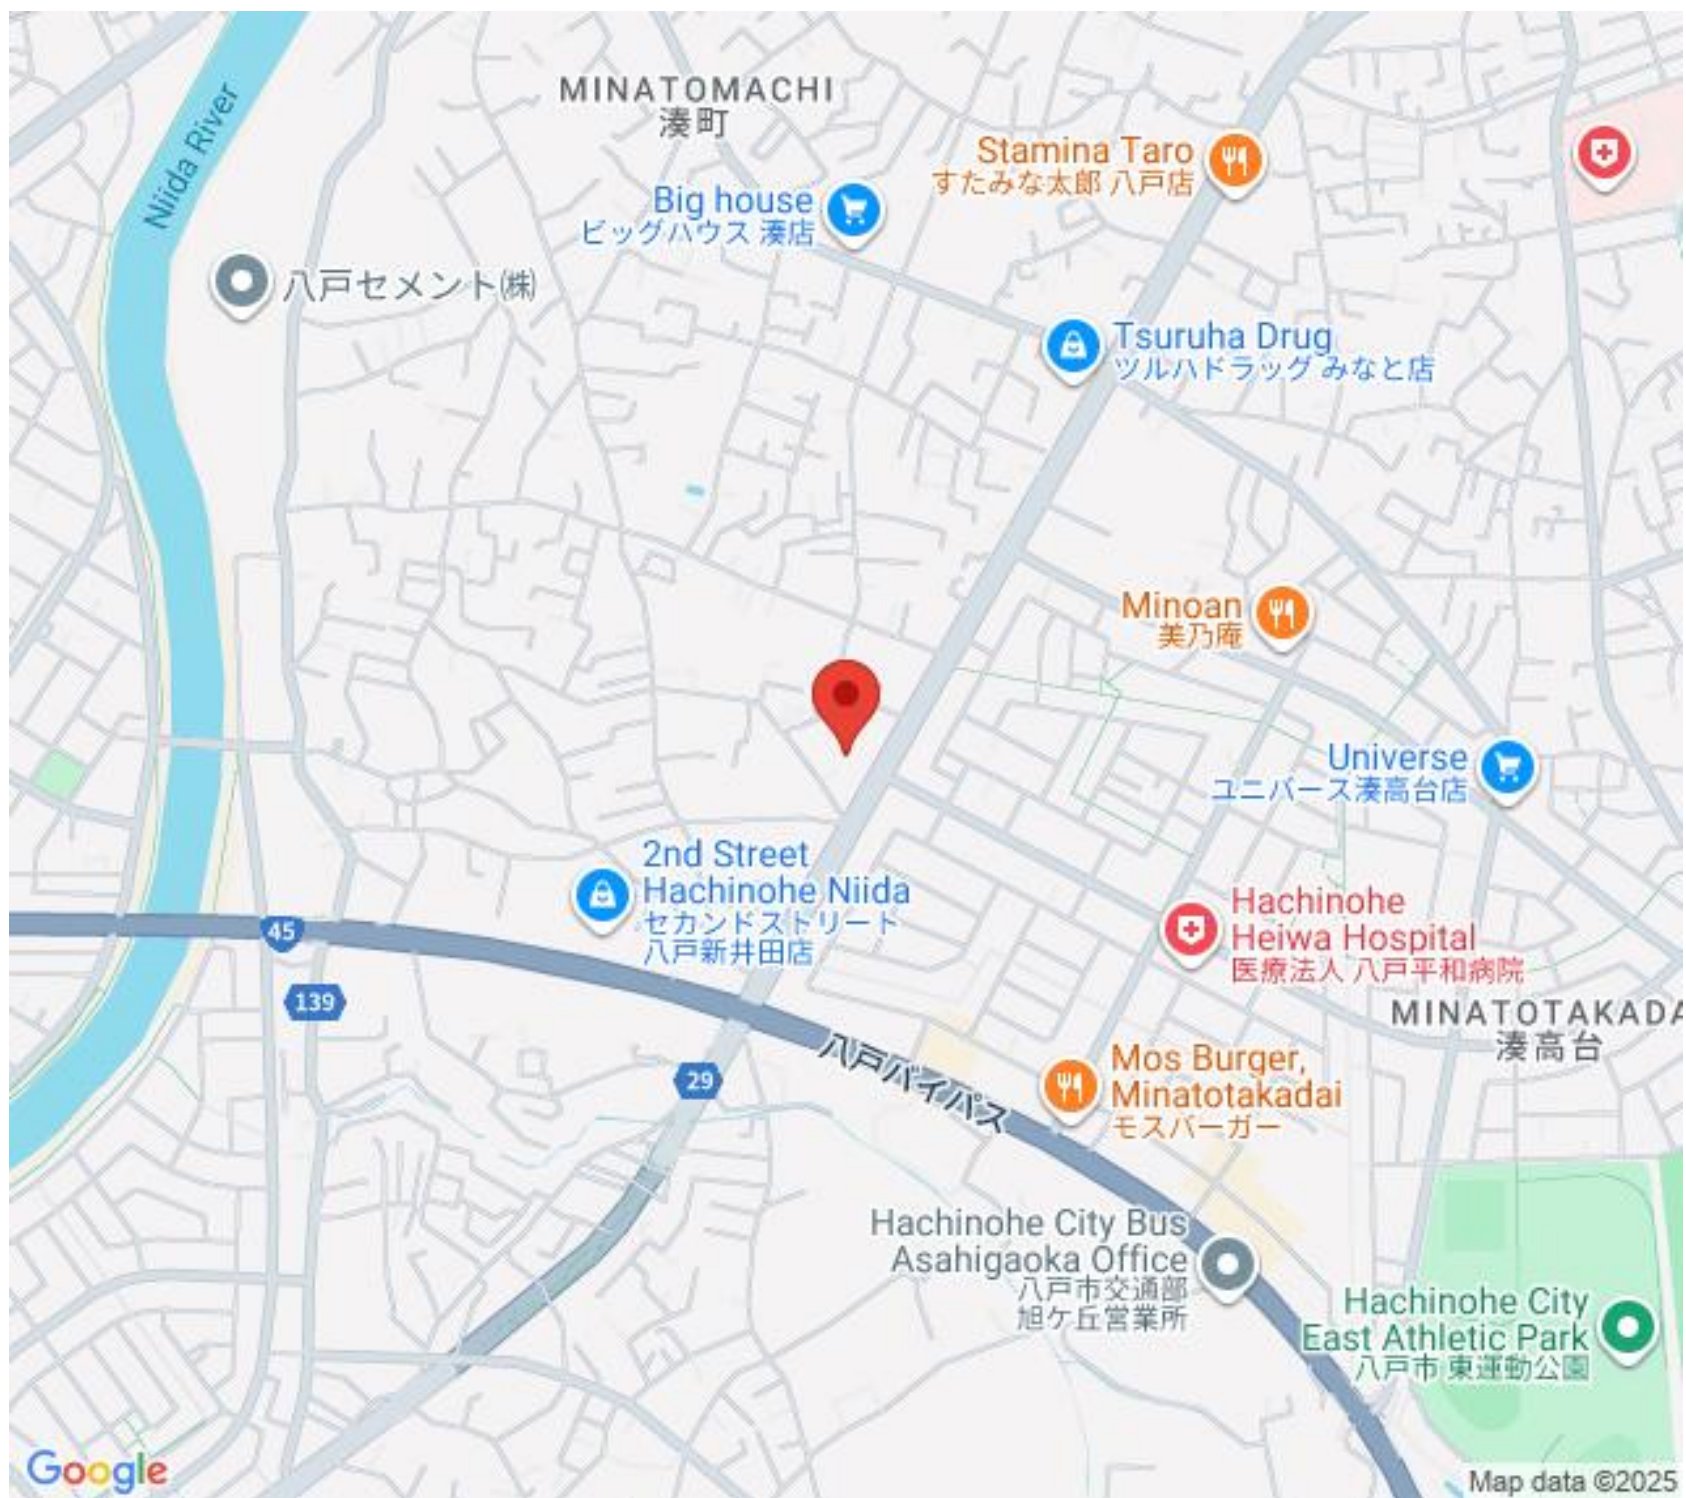 MINATOMACHI
湊町
Niida River
Stamina Taro
すたみな太郎 八戸店
Big house
ビッグハウス 湊店
八戸セメント㈱
Tsuruha Drug
ツルハドラッグ みなと店
Minoan
美乃庵
Universe
ユニバース湊高台店
2nd Street
Hachinohe Niida
セカンドストリート
八戸新井田店
Hachinohe
Heiwa Hospital
医療法人 八戸平和病院
45
139
MINATOTAKADA
湊高台
29
八戸バイパス
Mos Burger,
Minatotakadai
モスバーガー
Hachinohe City Bus
Asahigaoka Office
八戸市交通部
旭ケ丘営業所
Hachinohe City
East Athletic Park
八戸市 東運動公園
Google
Map data ©2025